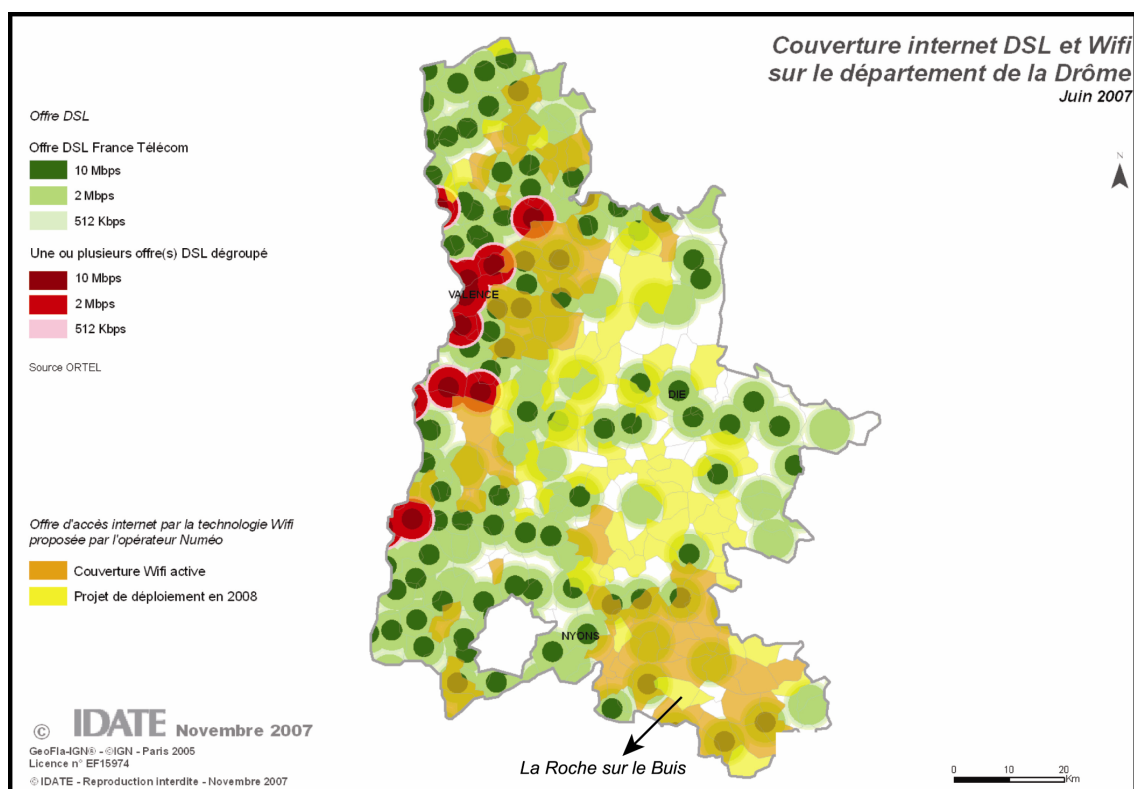 Couverture internet DSL et Wifi
sur le département de la Drôme
Juin 2007
Offre DSL
Offre DSL France Télécom
10 Mbps
2 Mbps
512 Kbps
Une ou plusieurs offre(s) DSL dégroupé
10 Mbps
2 Mbps
512 Kbps
Source ORTEL
Offre d'accès internet par la technologie Wifi
proposée par l'opérateur Numéo
Couverture Wifi active
Projet de déploiement en 2008
N
VALENCE
DIE
NYONS
La Roche sur le Buis
© IDATE Novembre 2007
GeoFla-IGN® - ©IGN - Paris 2005
Licence n° EF15974
© IDATE - Reproduction interdite - Novembre 2007
0 10 20
Km